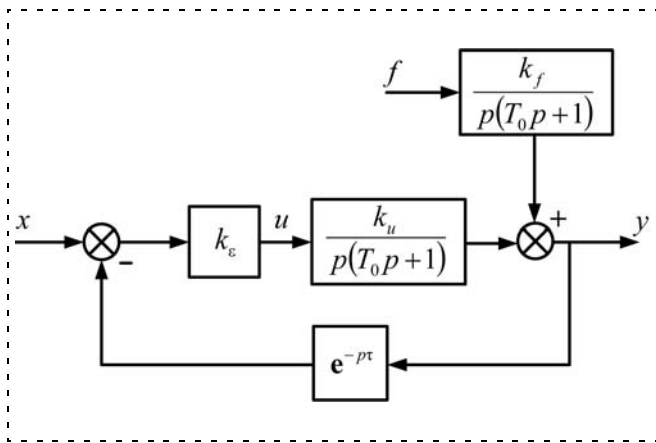 f
k_f
p(T_0 p+1)
x
-
k_ε
u
k_u
p(T_0 p+1)
+
y
e^{-pτ}